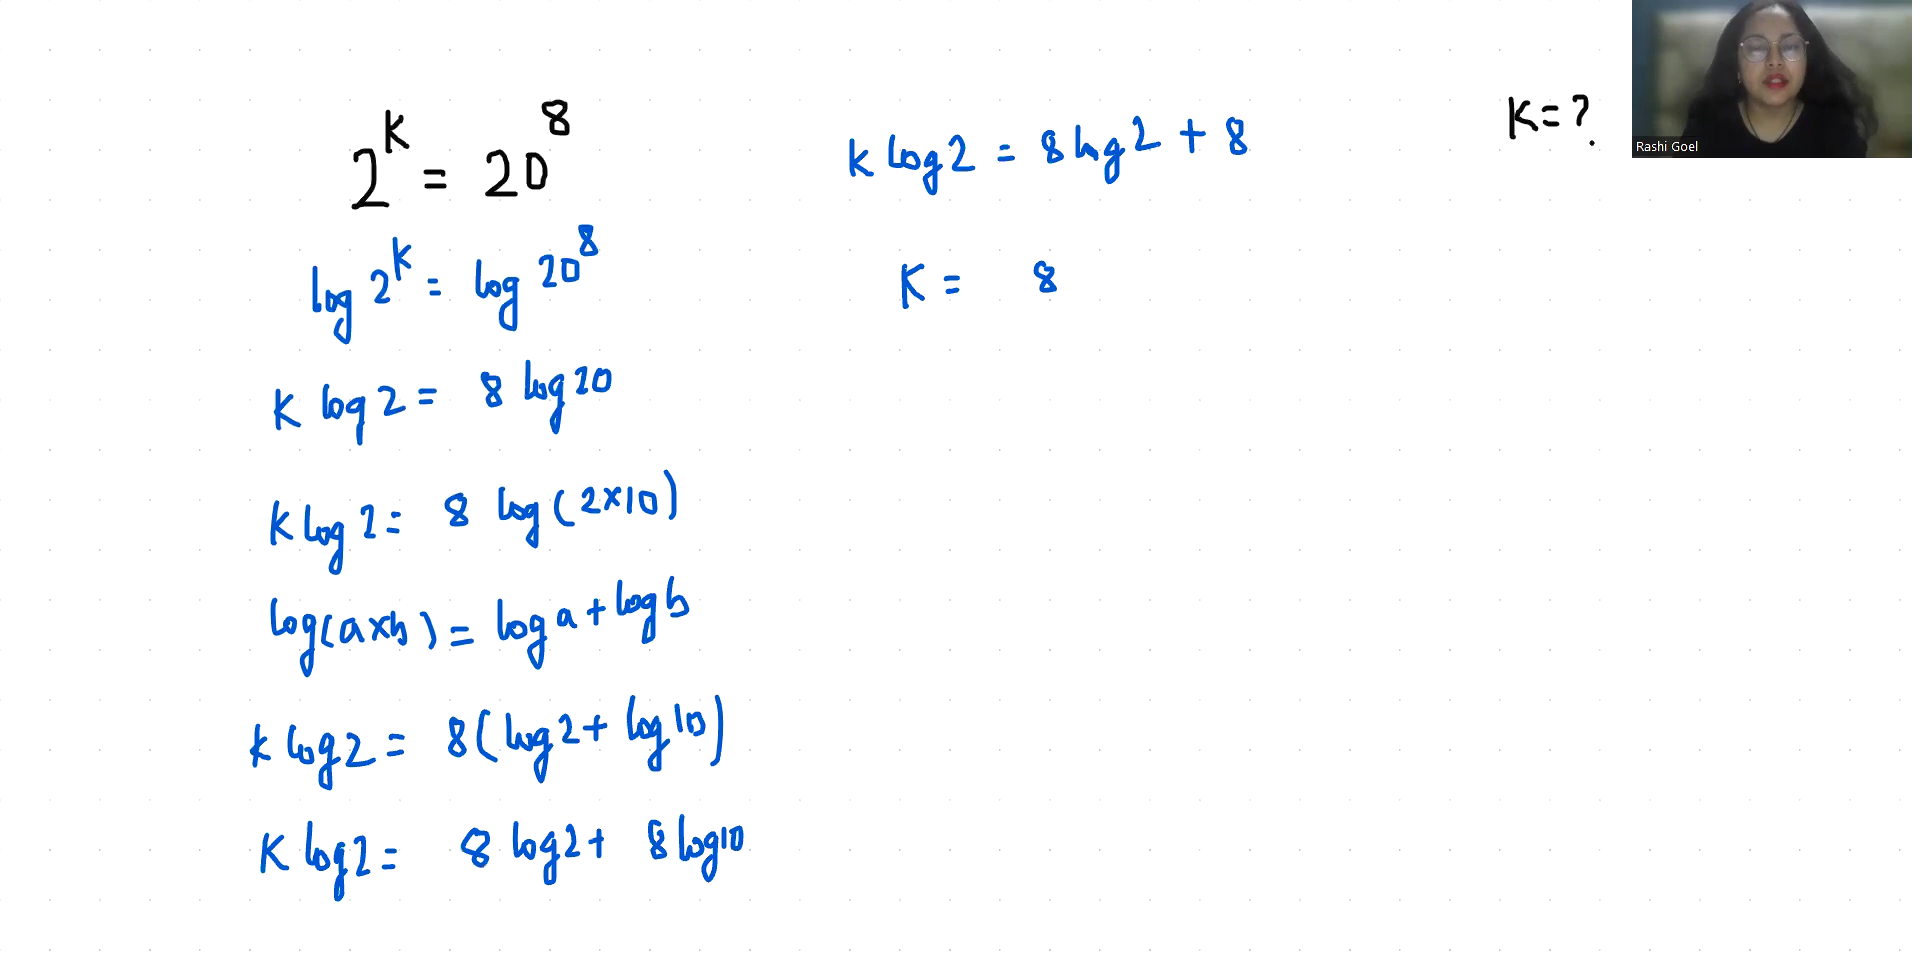 2^k = 20^8
log 2^k = log 20^8
k log 2 = 8 log 20
k log 2 = 8 log (2×10)
log(a×b) = log a + log b
k log 2 = 8(log 2 + log 10)
k log 2 = 8 log 2 + 8 log 10
k log 2 = 8 log 2 + 8
k = 8
k = ?
Rashi Goel